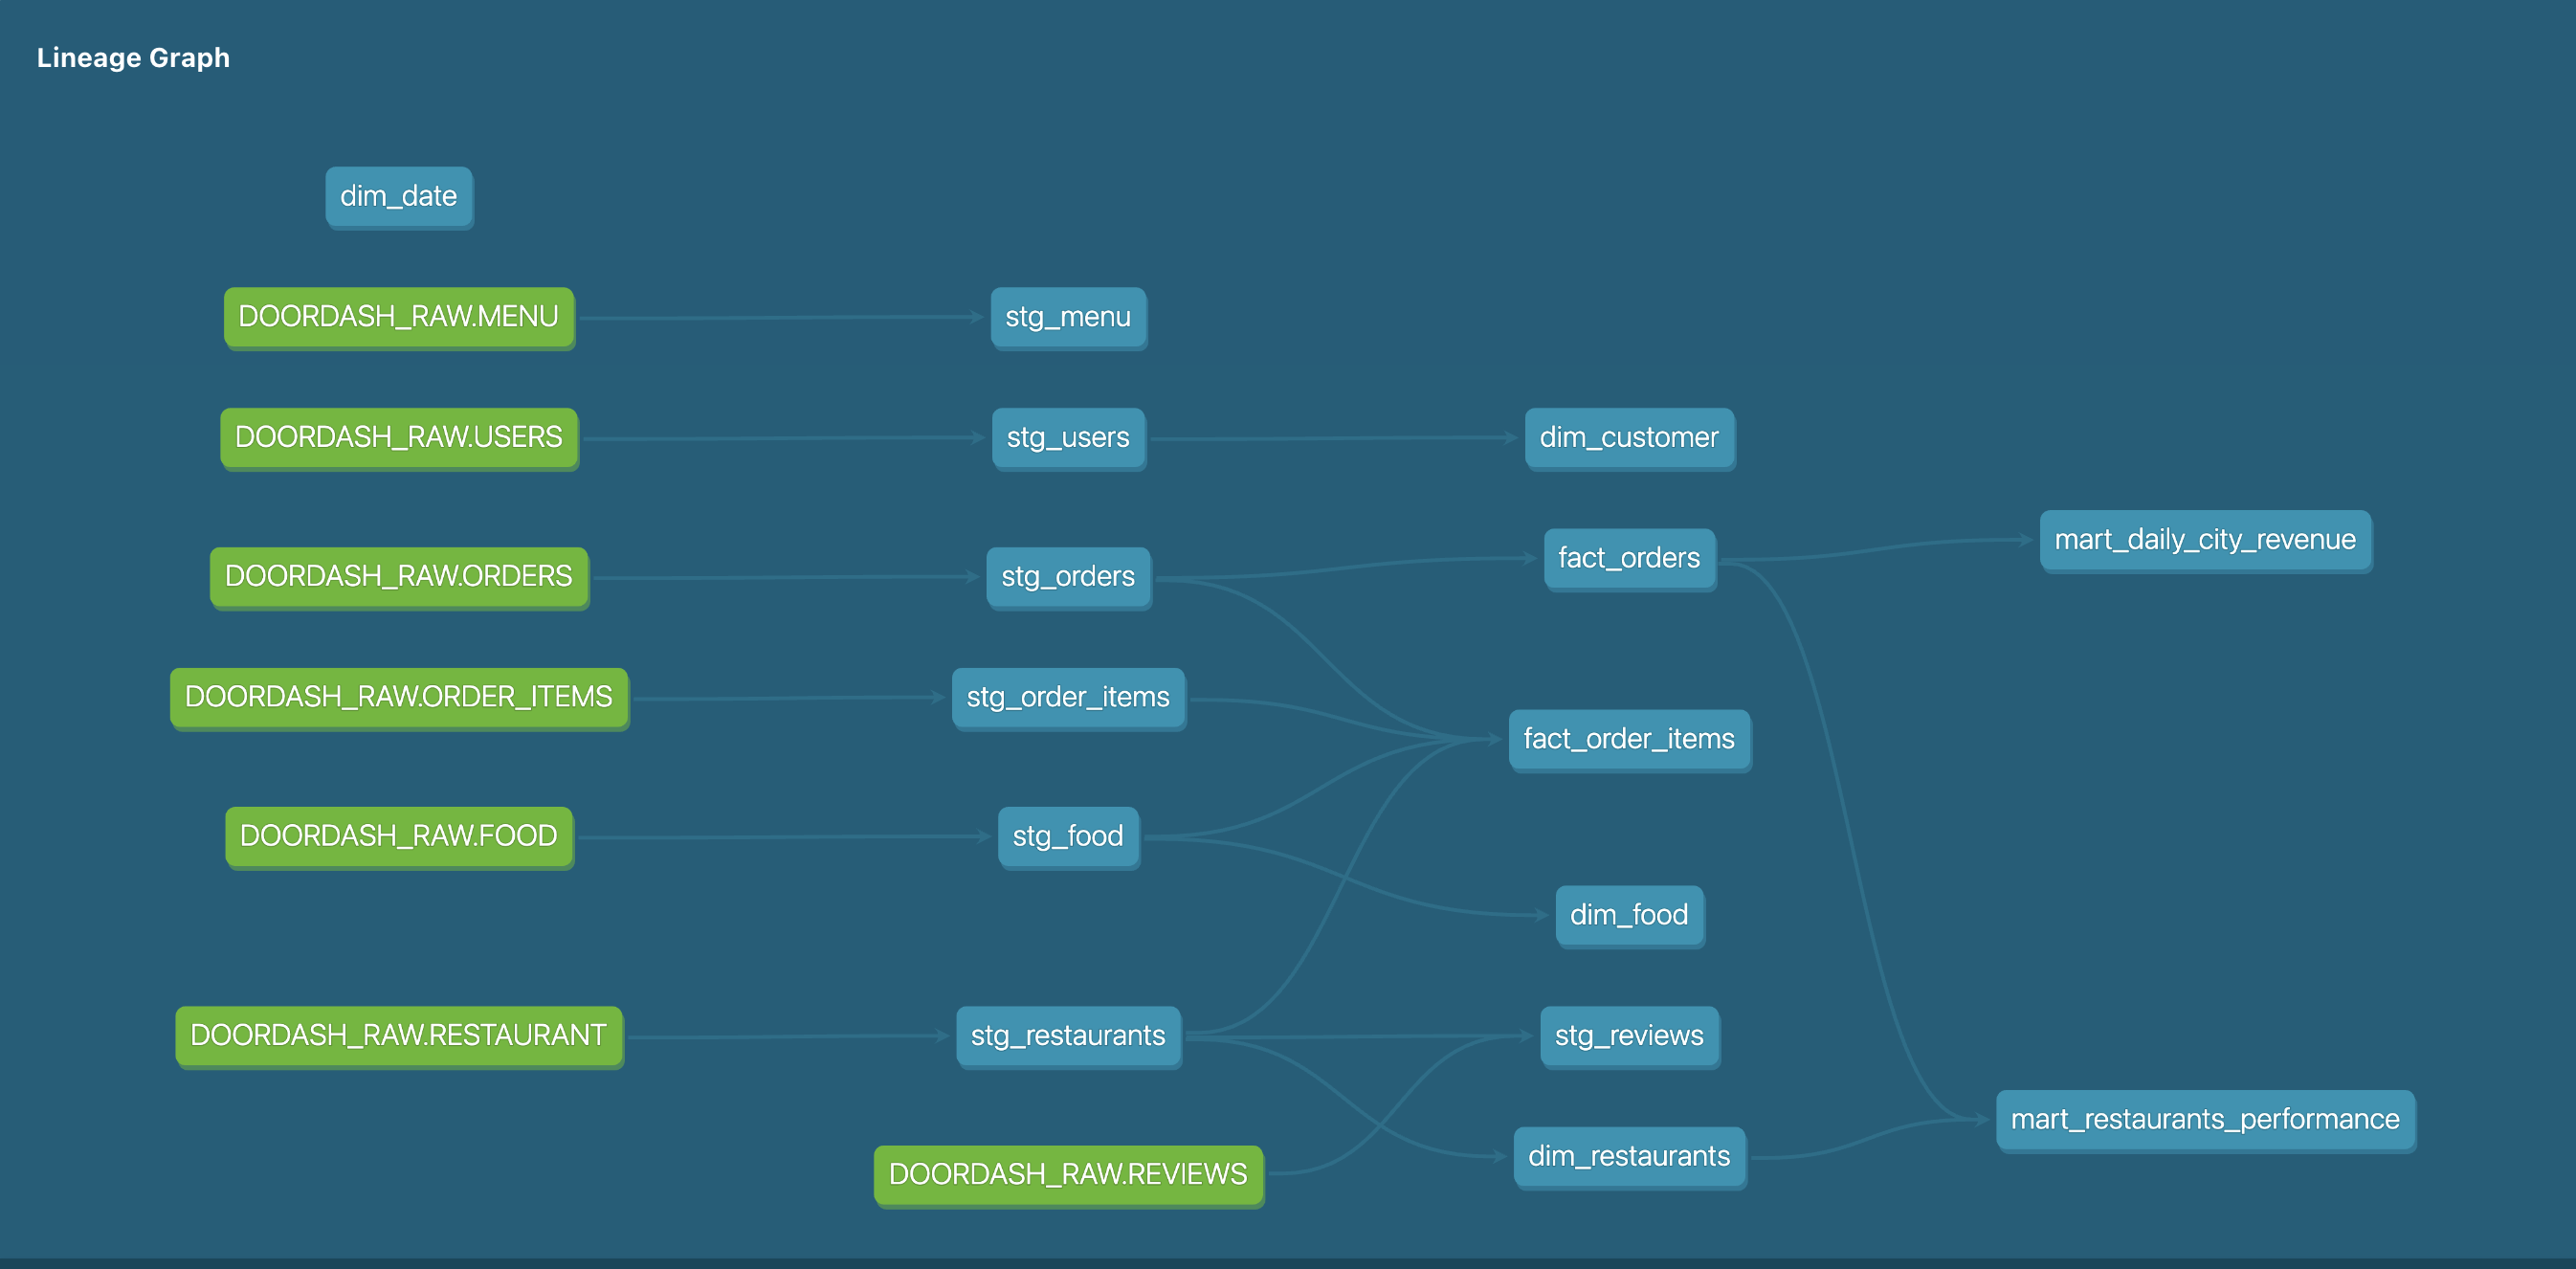 Lineage Graph
dim_date
DOORDASH_RAW.MENU
stg_menu
DOORDASH_RAW.USERS
stg_users
dim_customer
DOORDASH_RAW.ORDERS
stg_orders
fact_orders
mart_daily_city_revenue
DOORDASH_RAW.ORDER_ITEMS
stg_order_items
fact_order_items
DOORDASH_RAW.FOOD
stg_food
dim_food
DOORDASH_RAW.RESTAURANT
stg_restaurants
stg_reviews
DOORDASH_RAW.REVIEWS
dim_restaurants
mart_restaurants_performance